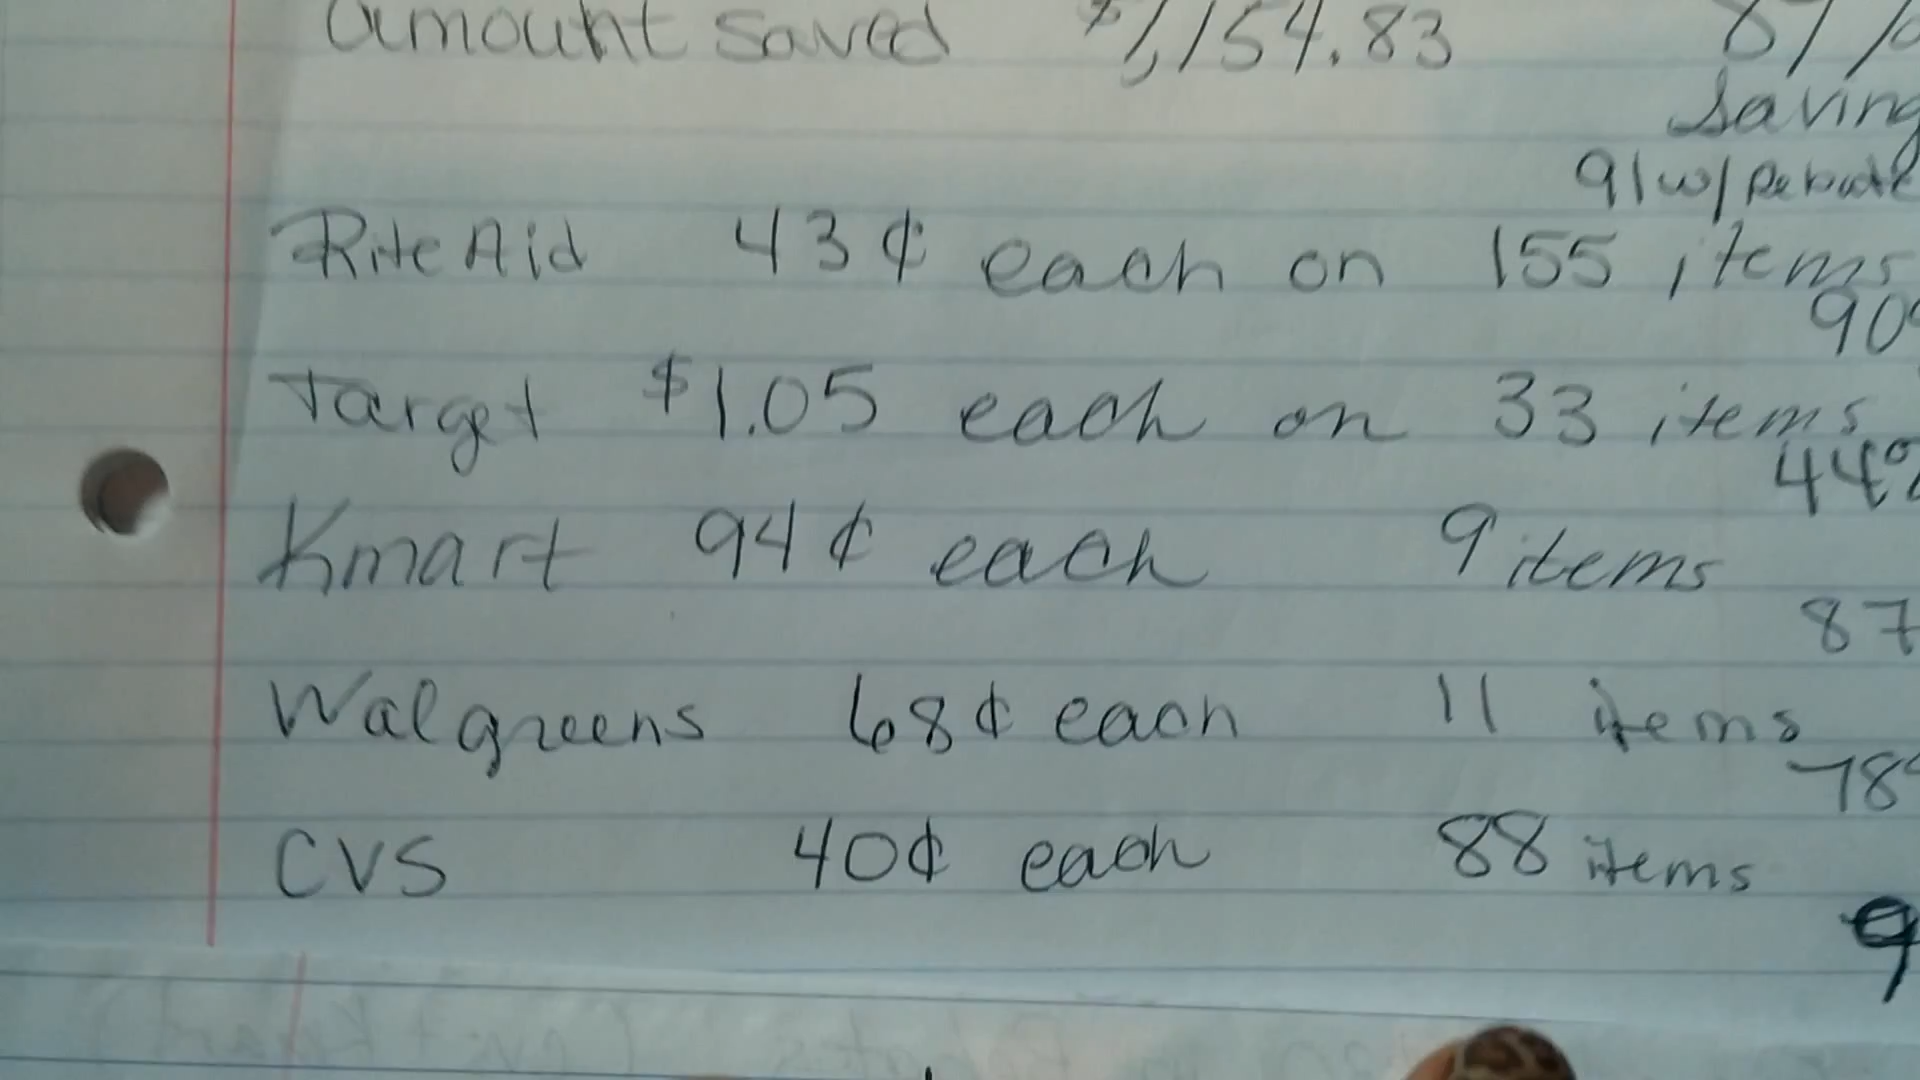 Amount saved $1,154.83 87%
Saving
91 w/ Rebate
Rite Aid 43¢ each on 155 items
90
Target $1.05 each on 33 items
44%
Kmart 94¢ each 9 items
87
Walgreens 68¢ each 11 items
78
CVS 40¢ each 88 items
9